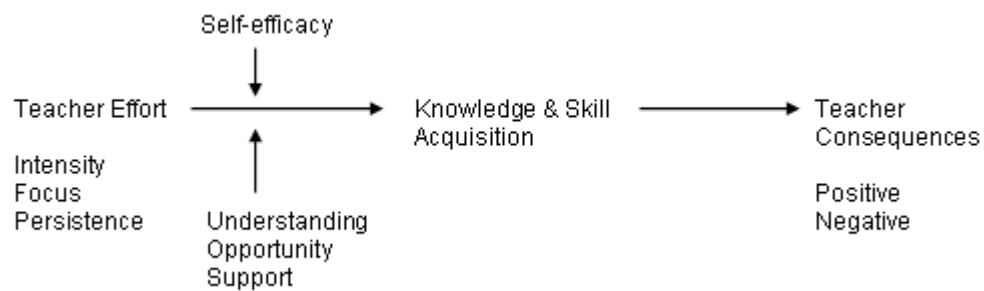 Self-efficacy
Teacher Effort
Knowledge & Skill
Acquisition
Teacher
Consequences
Intensity
Focus
Persistence
Understanding
Opportunity
Support
Positive
Negative